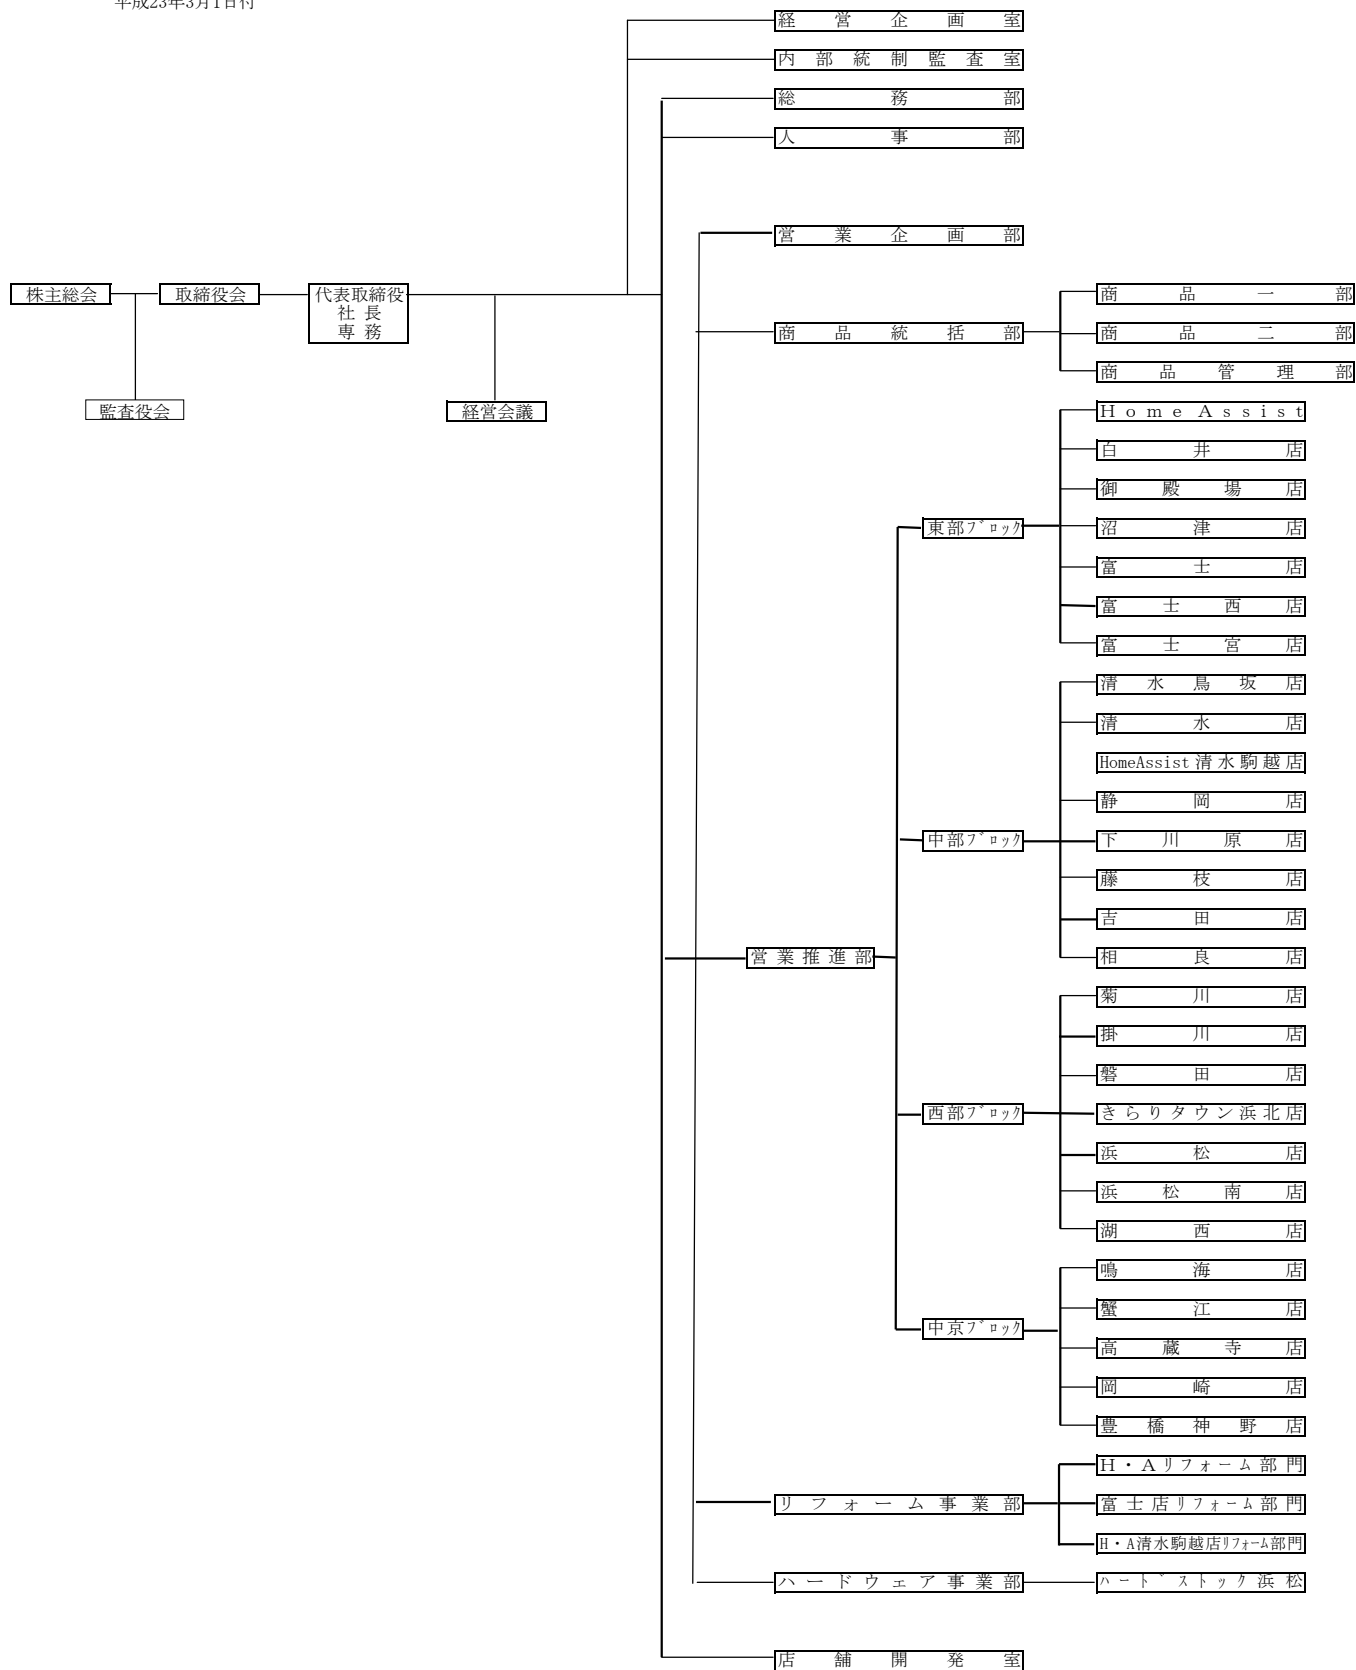 平成23年3月1日付
経営企画室
内部統制監査室
総務部
人事部
営業企画部
株主総会
取締役会
代表取締役
社長
専務
監査役会
経営会議
商品統括部
商品一部
商品二部
商品管理部
営業推進部
東部ﾌﾞﾛｯｸ
HomeAssist
白井店
御殿場店
沼津店
富士店
富士西店
富士宮店
中部ﾌﾞﾛｯｸ
清水鳥坂店
清水店
HomeAssist清水駒越店
静岡店
下川原店
藤枝店
吉田店
相良店
西部ﾌﾞﾛｯｸ
菊川店
掛川店
磐田店
きらりタウン浜北店
浜松店
浜松南店
湖西店
中京ﾌﾞﾛｯｸ
鳴海店
蟹江店
高蔵寺店
岡崎店
豊橋神野店
リフォーム事業部
H・Aリフォーム部門
富士店リフォーム部門
H・A清水駒越店ﾘﾌｫｰﾑ部門
ハードウェア事業部
ﾊｰﾄﾞｽﾄｯｸ浜松
店舗開発室